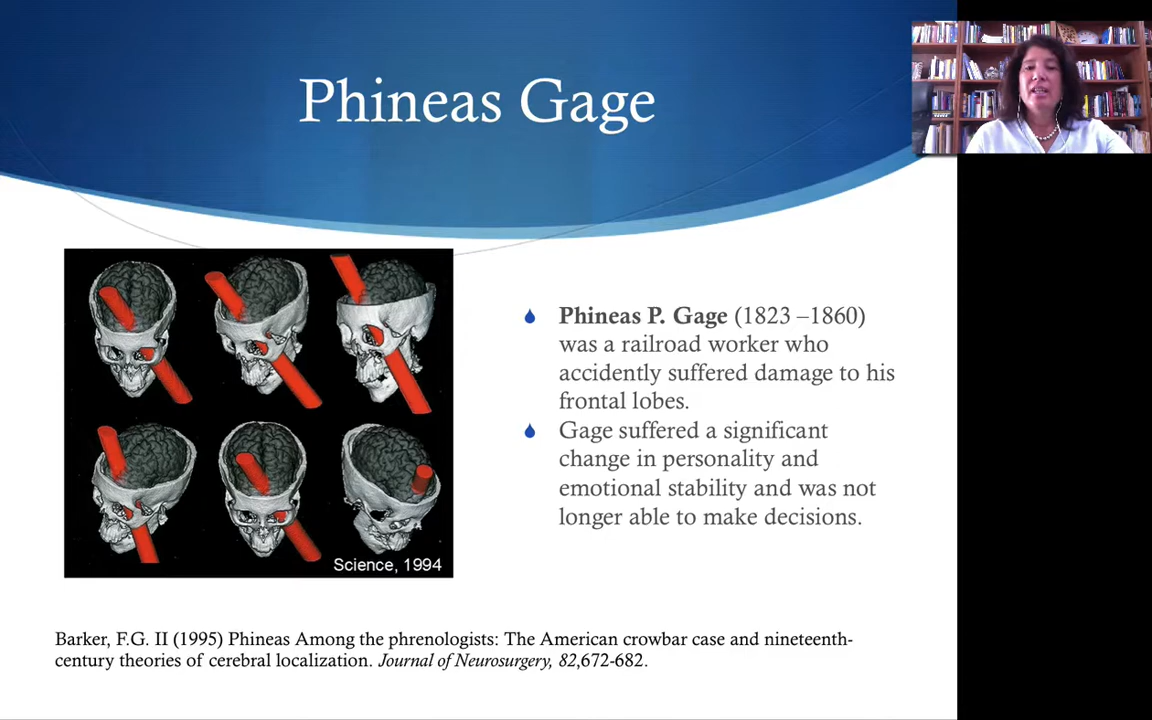 Phineas Gage
Phineas P. Gage (1823 –1860)
was a railroad worker who
accidently suffered damage to his
frontal lobes.
Gage suffered a significant
change in personality and
emotional stability and was not
longer able to make decisions.
Science, 1994
Barker, F.G. II (1995) Phineas Among the phrenologists: The American crowbar case and nineteenth-
century theories of cerebral localization. Journal of Neurosurgery, 82,672-682.